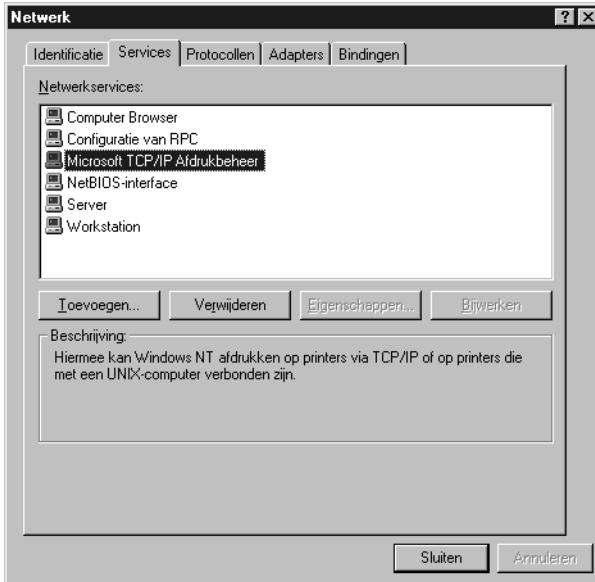 Netwerk
Identificatie Services Protocollen Adapters Bindingen
Netwerkservices:
Computer Browser
Configuratie van RPC
Microsoft TCP/IP Afdrukbeheer
NetBIOS-interface
Server
Workstation
Toevoegen... Verwijderen Eigenschappen... Bijwerken
Beschrijving:
Hiermee kan Windows NT afdrukken op printers via TCP/IP of op printers die
met een UNIX-computer verbonden zijn.
Sluiten Annuleren